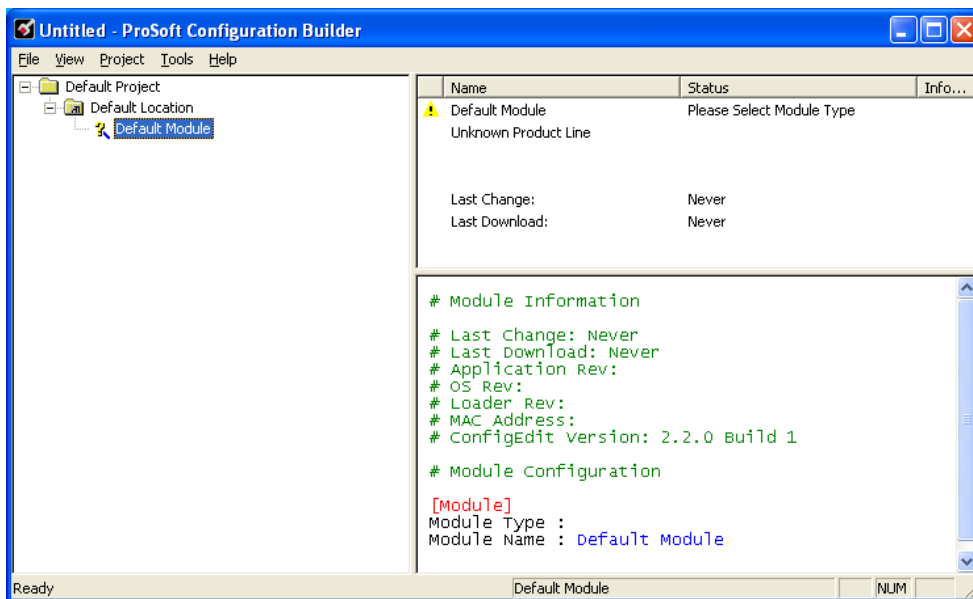 Untitled - ProSoft Configuration Builder
File View Project Tools Help
Default Project
Default Location
Default Module
Name Status Info...
Default Module Please Select Module Type
Unknown Product Line
Last Change: Never
Last Download: Never
# Module Information
# Last Change: Never
# Last Download: Never
# Application Rev:
# OS Rev:
# Loader Rev:
# MAC Address:
# ConfigEdit Version: 2.2.0 Build 1
# Module Configuration
[Module]
Module Type :
Module Name : Default Module
Ready Default Module NUM